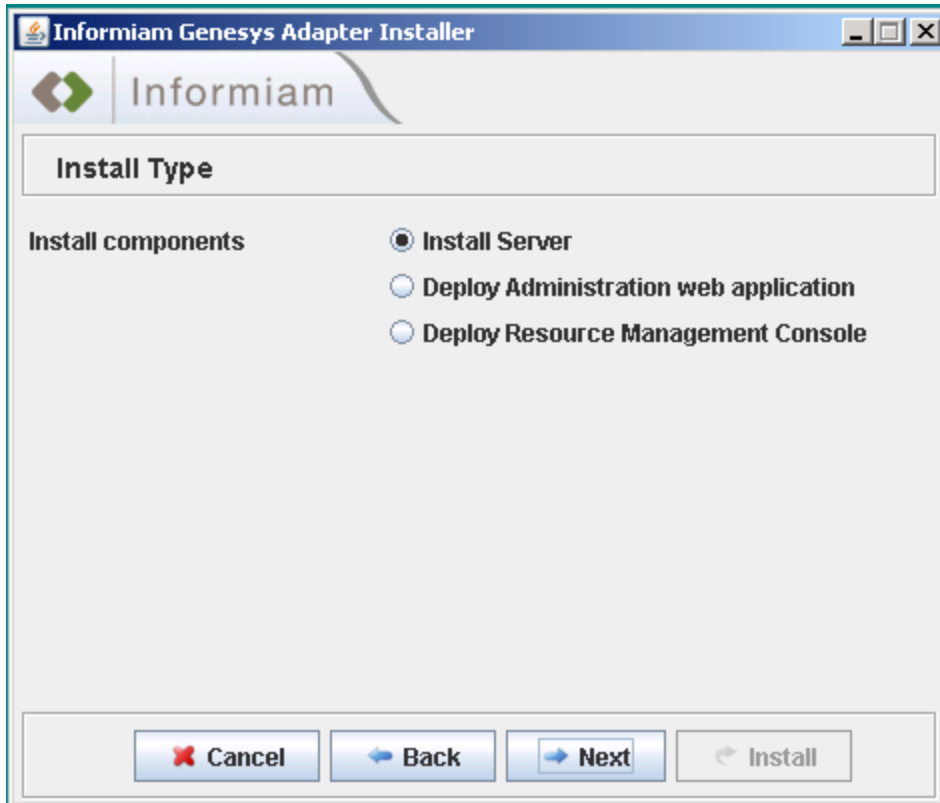 Informiam Genesys Adapter Installer
Informiam
Install Type
Install components
Install Server
Deploy Administration web application
Deploy Resource Management Console
Cancel Back Next Install